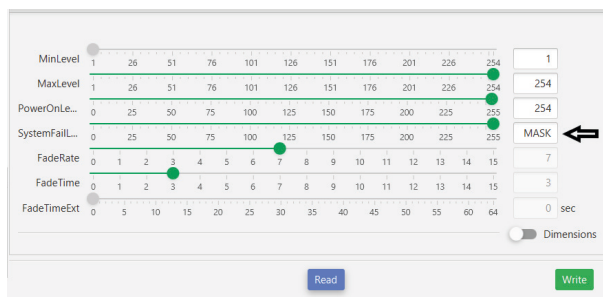 MinLevel 1 26 51 76 101 126 151 176 201 226 254 1
MaxLevel 1 26 51 76 101 126 151 176 201 226 254 254
PowerOnLe... 0 25 50 75 100 125 150 175 200 225 255 254
SystemFailL... 0 25 50 75 100 125 150 175 200 225 255 MASK
FadeRate 0 1 2 3 4 5 6 7 8 9 10 11 12 13 14 15 7
FadeTime 0 1 2 3 4 5 6 7 8 9 10 11 12 13 14 15 3
FadeTimeExt 0 5 10 15 20 25 30 35 40 45 50 55 60 64 0 sec
Dimensions
Read Write